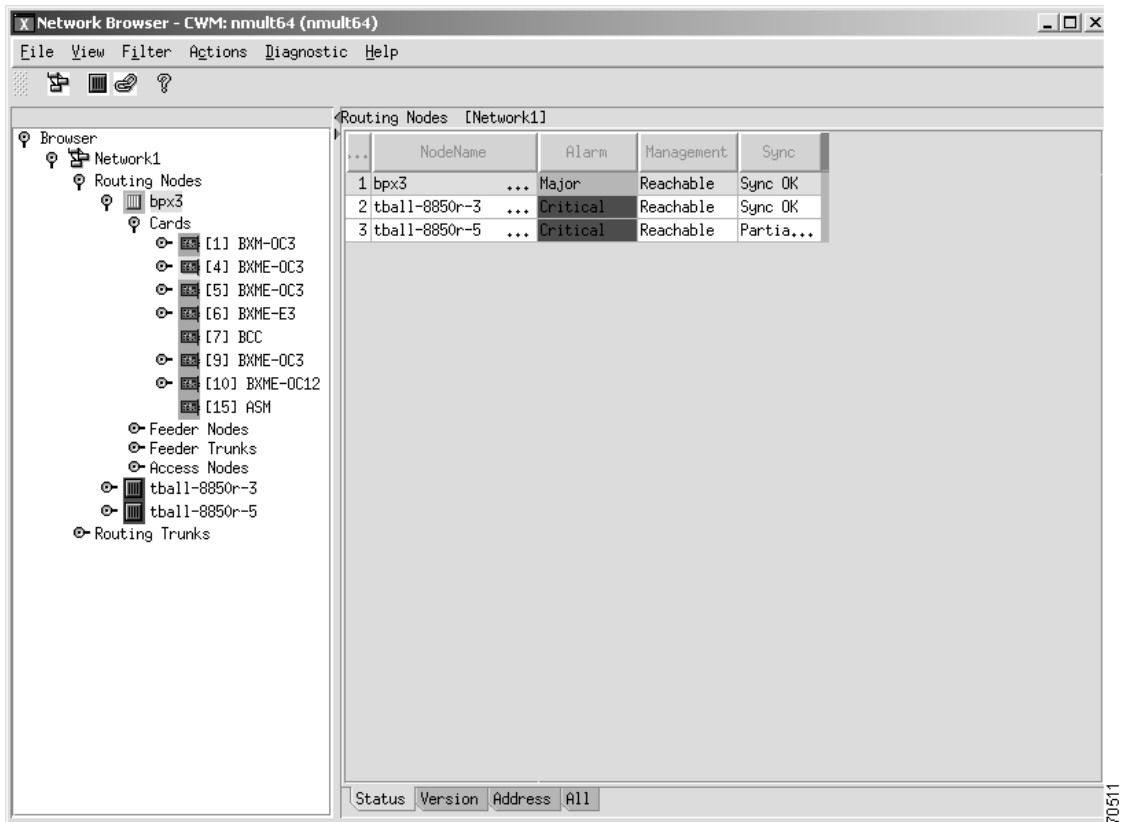 Network Browser - CWM: nmult64 (nmult64)
File View Filter Actions Diagnostic Help
Browser
Network1
Routing Nodes
bpx3
Cards
[1] BXM-OC3
[4] BXME-OC3
[5] BXME-OC3
[6] BXME-E3
[7] BCC
[9] BXME-OC3
[10] BXME-OC12
[15] ASM
Feeder Nodes
Feeder Trunks
Access Nodes
tball-8850r-3
tball-8850r-5
Routing Trunks
Routing Nodes [Network1]
... NodeName Alarm Management Sync
1 bpx3 ... Major Reachable Sync OK
2 tball-8850r-3 ... Critical Reachable Sync OK
3 tball-8850r-5 ... Critical Reachable Partia...
Status Version Address All
70511